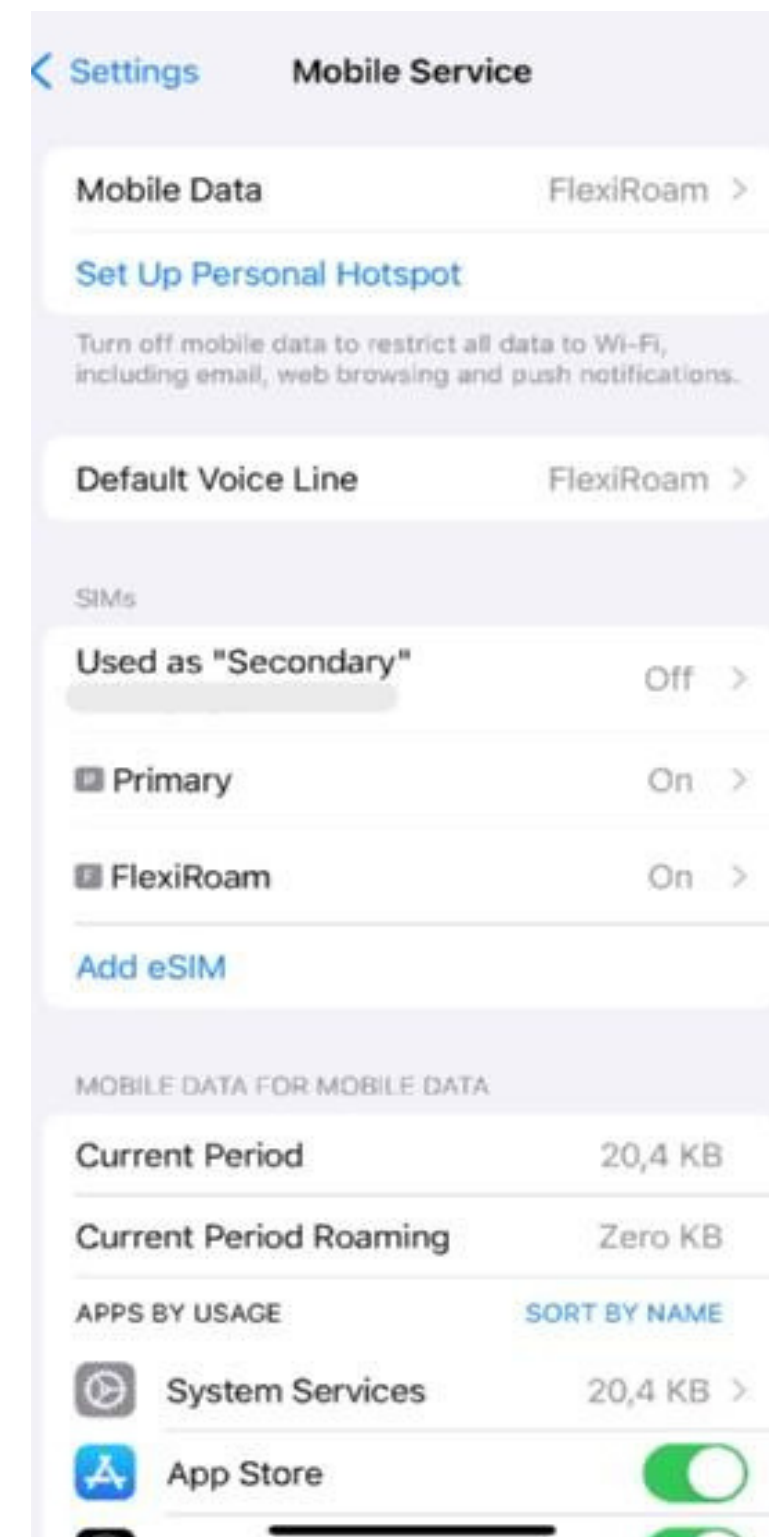 Settings
Mobile Service
Mobile Data
FlexiRoam
Set Up Personal Hotspot
Turn off mobile data to restrict all data to Wi-Fi,
including email, web browsing and push notifications.
Default Voice Line
FlexiRoam
SIMs
Used as "Secondary"
Off
P Primary
On
F FlexiRoam
On
Add eSIM
MOBILE DATA FOR MOBILE DATA
Current Period
20,4 KB
Current Period Roaming
Zero KB
APPS BY USAGE
SORT BY NAME
System Services
20,4 KB
App Store